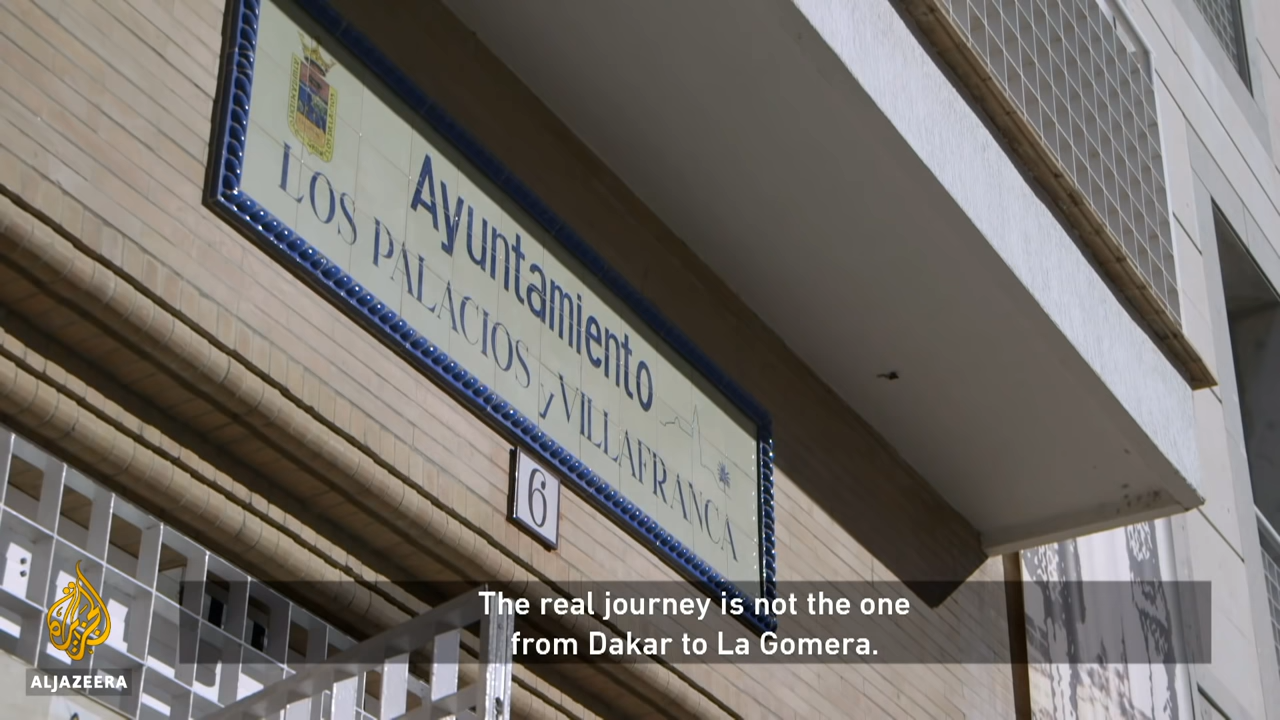 Ayuntamiento
LOS PALACIOS y VILLAFRANCA
6
The real journey is not the one
from Dakar to La Gomera.
ALJAZEERA